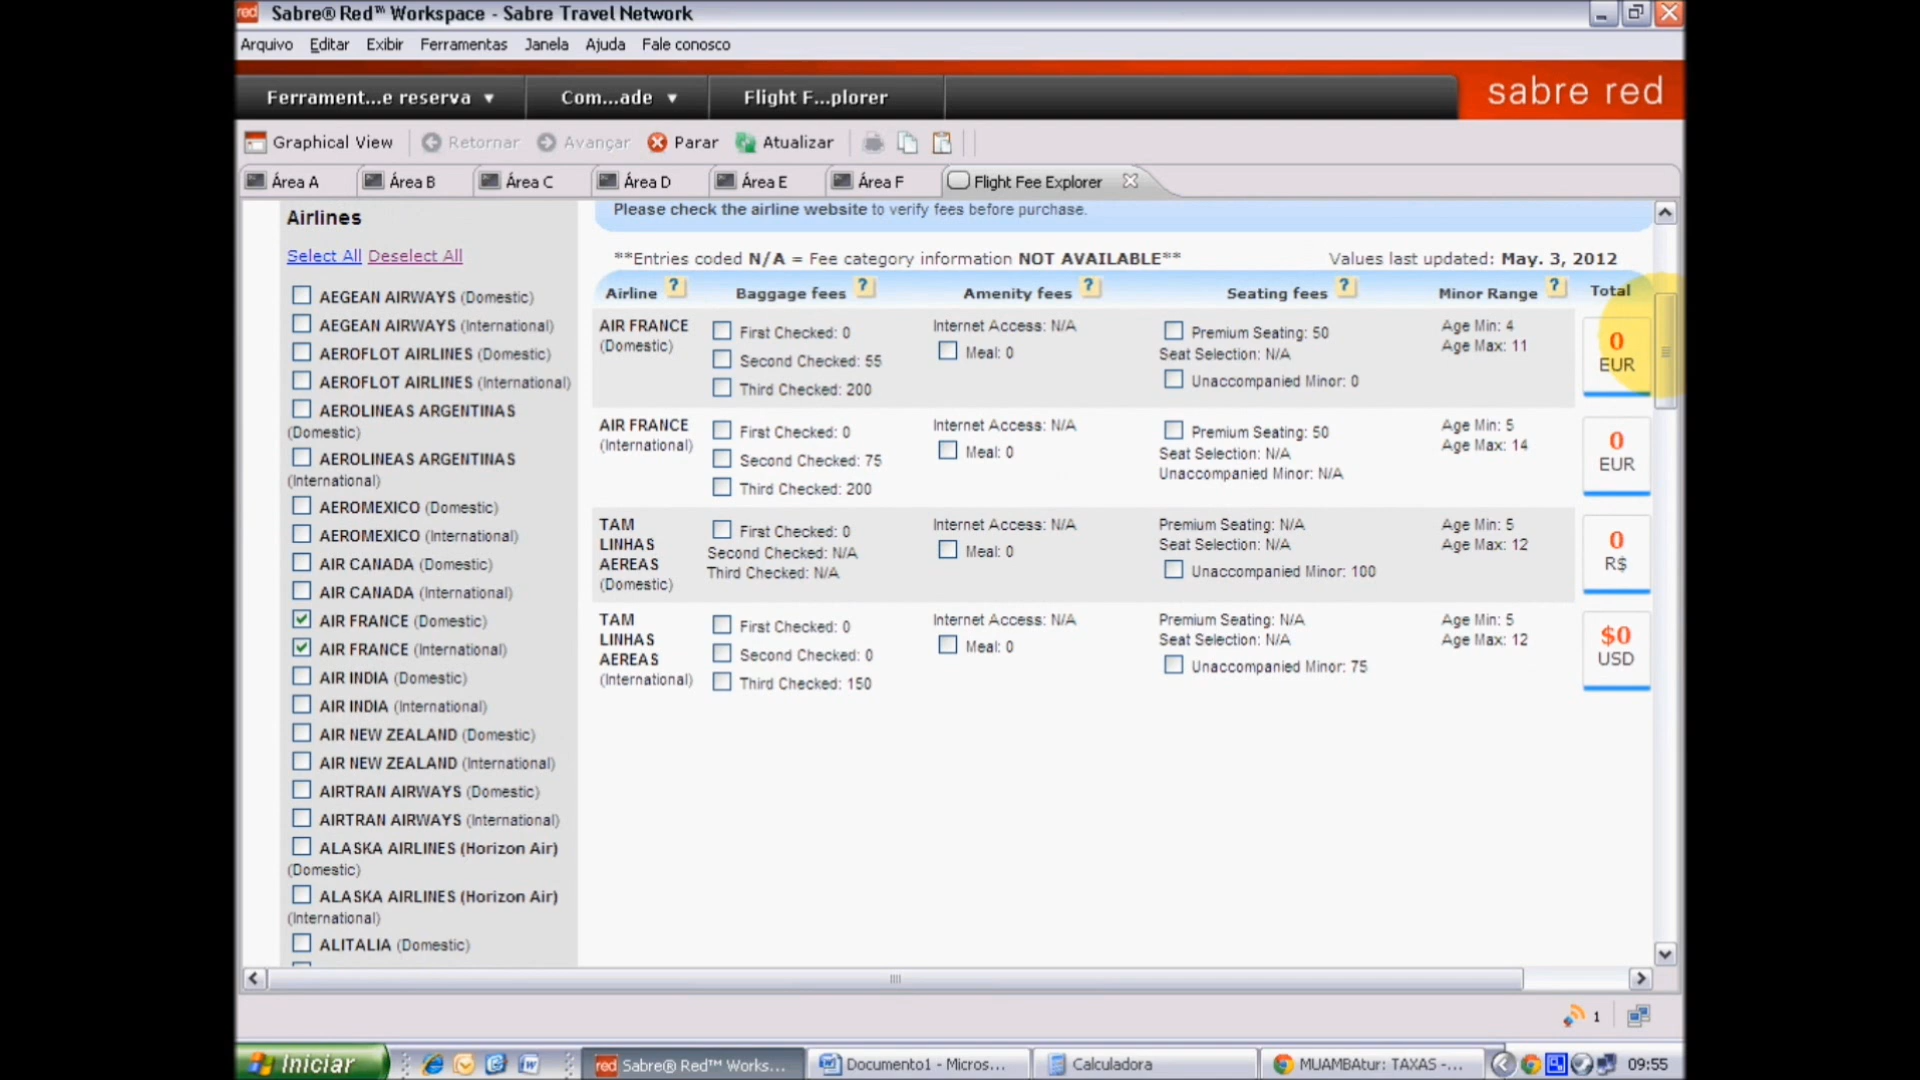 red Sabre® Red™ Workspace - Sabre Travel Network
Arquivo Editar Exibir Ferramentas Janela Ajuda Fale conosco
Ferrament...e reserva Com...ade Flight F...plorer sabre red
Graphical View Retornar Avançar Parar Atualizar
Área A Área B Área C Área D Área E Área F Flight Fee Explorer
Airlines
Select All Deselect All
AEGEAN AIRWAYS (Domestic)
AEGEAN AIRWAYS (International)
AEROFLOT AIRLINES (Domestic)
AEROFLOT AIRLINES (International)
AEROLINEAS ARGENTINAS
(Domestic)
AEROLINEAS ARGENTINAS
(International)
AEROMEXICO (Domestic)
AEROMEXICO (International)
AIR CANADA (Domestic)
AIR CANADA (International)
AIR FRANCE (Domestic)
AIR FRANCE (International)
AIR INDIA (Domestic)
AIR INDIA (International)
AIR NEW ZEALAND (Domestic)
AIR NEW ZEALAND (International)
AIRTRAN AIRWAYS (Domestic)
AIRTRAN AIRWAYS (International)
ALASKA AIRLINES (Horizon Air)
(Domestic)
ALASKA AIRLINES (Horizon Air)
(International)
ALITALIA (Domestic)
Please check the airline website to verify fees before purchase.
**Entries coded N/A = Fee category information NOT AVAILABLE** Values last updated: May. 3, 2012
Airline ? Baggage fees ? Amenity fees ? Seating fees ? Minor Range ? Total
AIR FRANCE
(Domestic)
First Checked: 0
Second Checked: 55
Third Checked: 200
Internet Access: N/A
Meal: 0
Premium Seating: 50
Seat Selection: N/A
Unaccompanied Minor: 0
Age Min: 4
Age Max: 11
0
EUR
AIR FRANCE
(International)
First Checked: 0
Second Checked: 75
Third Checked: 200
Internet Access: N/A
Meal: 0
Premium Seating: 50
Seat Selection: N/A
Unaccompanied Minor: N/A
Age Min: 5
Age Max: 14
0
EUR
TAM
LINHAS
AEREAS
(Domestic)
First Checked: 0
Second Checked: N/A
Third Checked: N/A
Internet Access: N/A
Meal: 0
Premium Seating: N/A
Seat Selection: N/A
Unaccompanied Minor: 100
Age Min: 5
Age Max: 12
0
R$
TAM
LINHAS
AEREAS
(International)
First Checked: 0
Second Checked: 0
Third Checked: 150
Internet Access: N/A
Meal: 0
Premium Seating: N/A
Seat Selection: N/A
Unaccompanied Minor: 75
Age Min: 5
Age Max: 12
$0
USD
1
Iniciar red Sabre® Red™ Works... Documento1 - Micros... Calculadora MUAMBAtur: TAXAS -... 09:55